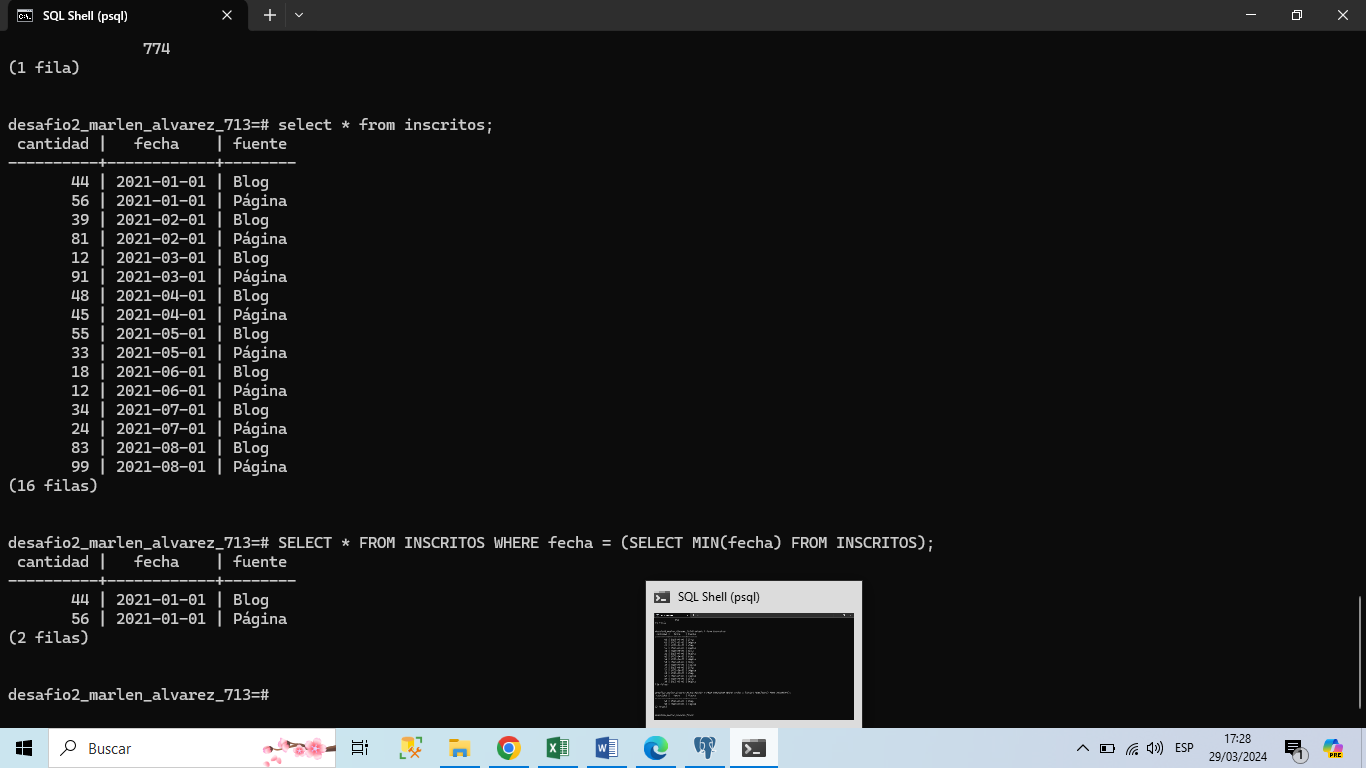 SQL Shell (psql)
774
(1 fila)
desafio2_marlen_alvarez_713=# select * from inscritos;
 cantidad |   fecha    | fuente
----------+------------+--------
       44 | 2021-01-01 | Blog
       56 | 2021-01-01 | Página
       39 | 2021-02-01 | Blog
       81 | 2021-02-01 | Página
       12 | 2021-03-01 | Blog
       91 | 2021-03-01 | Página
       48 | 2021-04-01 | Blog
       45 | 2021-04-01 | Página
       55 | 2021-05-01 | Blog
       33 | 2021-05-01 | Página
       18 | 2021-06-01 | Blog
       12 | 2021-06-01 | Página
       34 | 2021-07-01 | Blog
       24 | 2021-07-01 | Página
       83 | 2021-08-01 | Blog
       99 | 2021-08-01 | Página
(16 filas)
desafio2_marlen_alvarez_713=# SELECT * FROM INSCRITOS WHERE fecha = (SELECT MIN(fecha) FROM INSCRITOS);
 cantidad |   fecha    | fuente
----------+------------+--------
       44 | 2021-01-01 | Blog
       56 | 2021-01-01 | Página
(2 filas)
desafio2_marlen_alvarez_713=#
SQL Shell (psql)
Buscar
ESP
17:28
29/03/2024
1
PRE